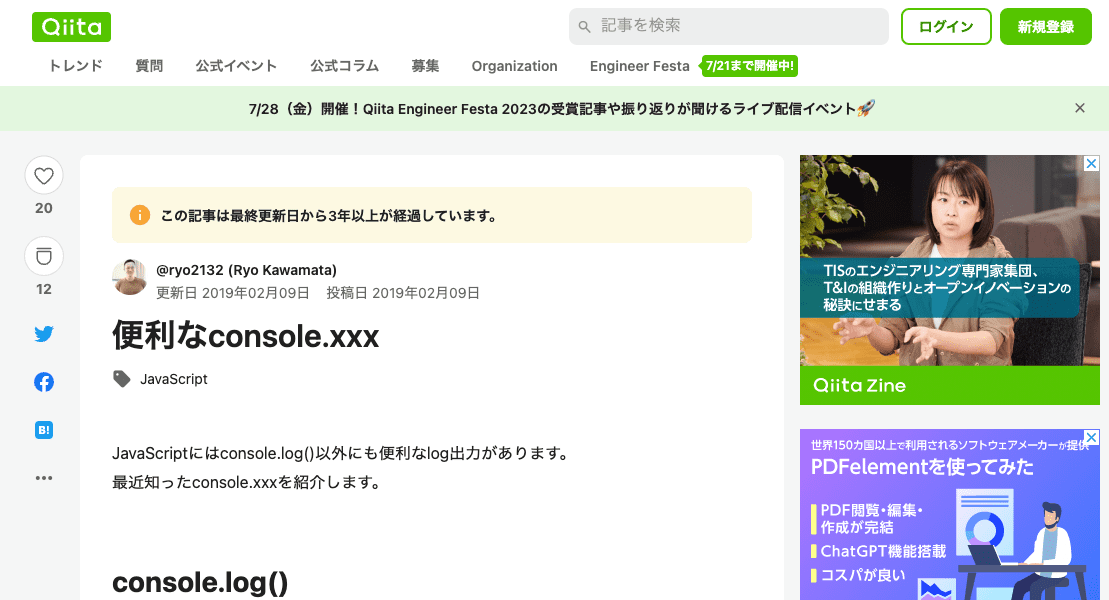 Qiita
記事を検索
ログイン
新規登録
トレンド 質問 公式イベント 公式コラム 募集 Organization Engineer Festa 7/21まで開催中!
7/28（金）開催！Qiita Engineer Festa 2023の受賞記事や振り返りが聞けるライブ配信イベント🚀
20
12
B!
この記事は最終更新日から3年以上が経過しています。
@ryo2132 (Ryo Kawamata)
更新日 2019年02月09日 投稿日 2019年02月09日
便利なconsole.xxx
JavaScript
JavaScriptにはconsole.log()以外にも便利なlog出力があります。
最近知ったconsole.xxxを紹介します。
console.log()
TISのエンジニアリング専門家集団、
T&Iの組織作りとオープンイノベーションの
秘訣にせまる
Qiita Zine
世界150カ国以上で利用されるソフトウェアメーカーが提供
PDFelementを使ってみた
PDF閲覧・編集・
作成が完結
ChatGPT機能搭載
コスパが良い